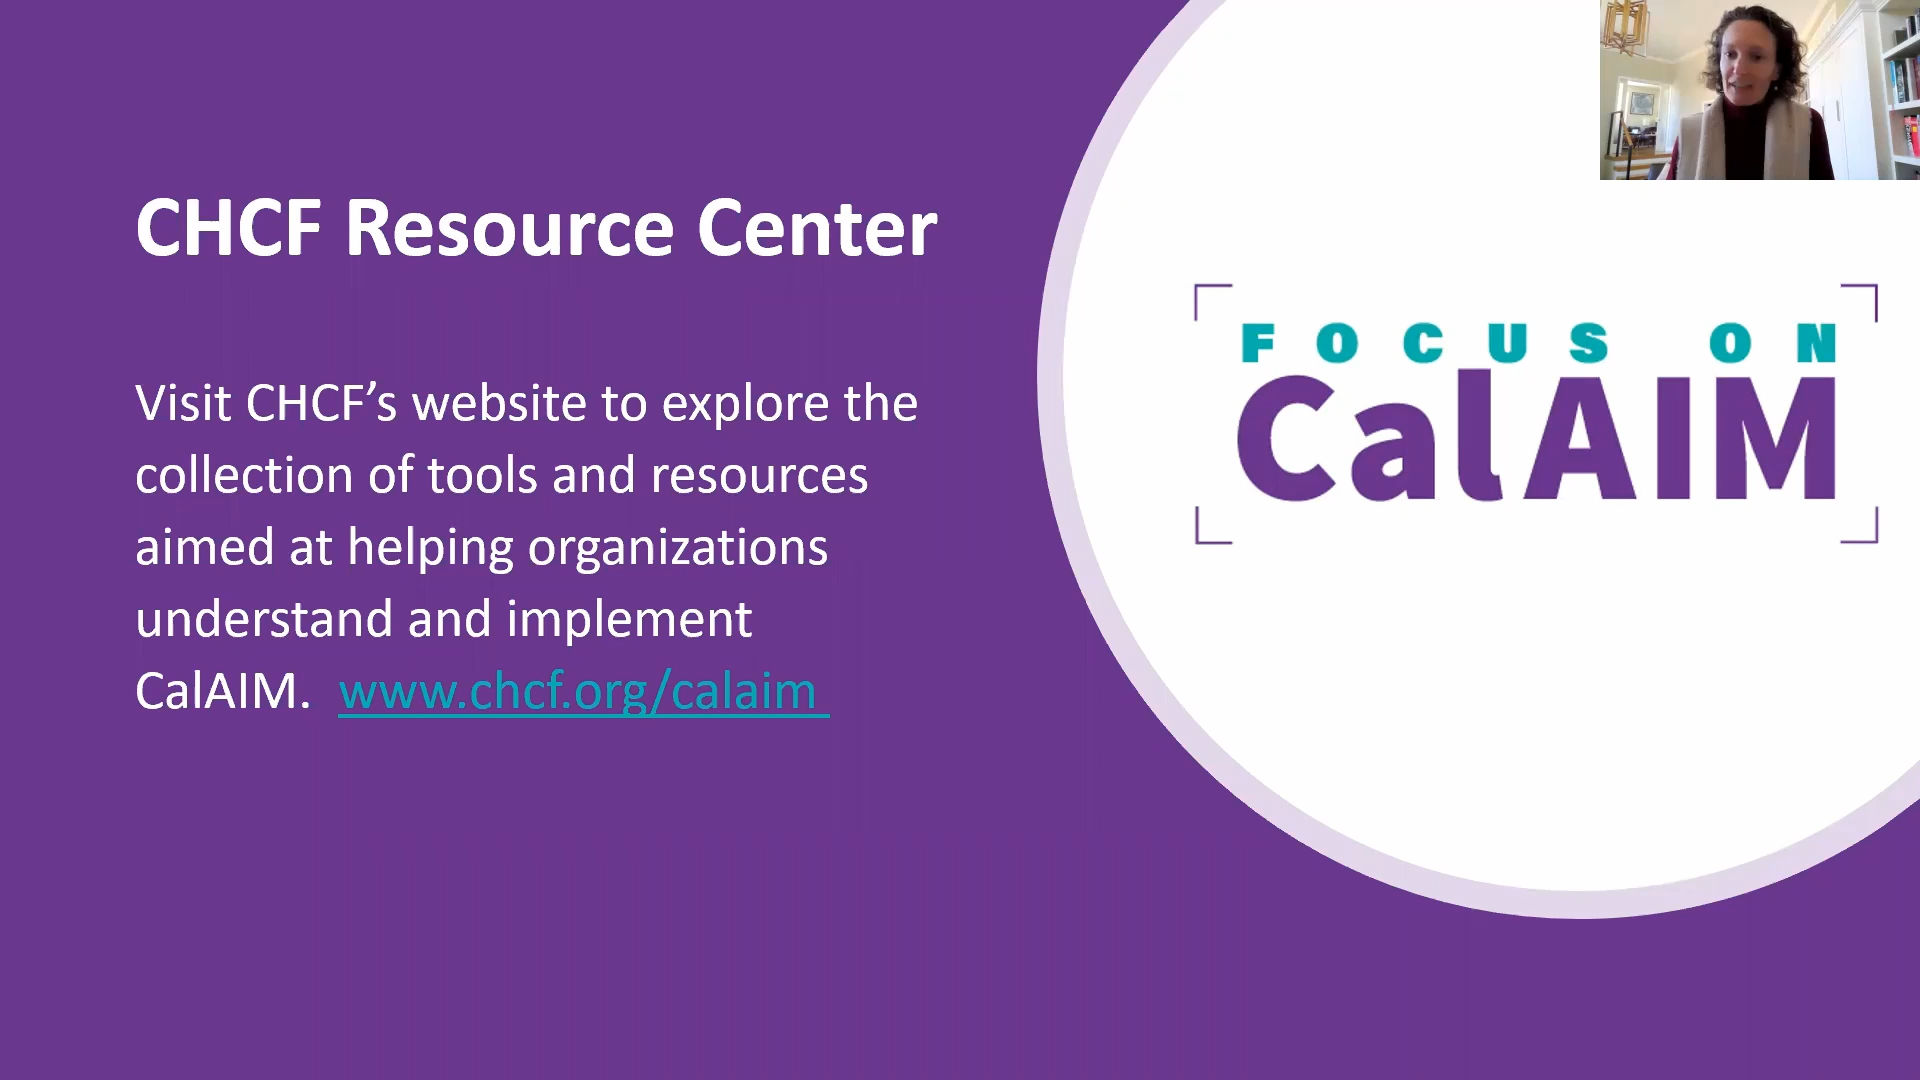 CHCF Resource Center
Visit CHCF’s website to explore the
collection of tools and resources
aimed at helping organizations
understand and implement
CalAIM.  www.chcf.org/calaim
FOCUS ON
CalAIM